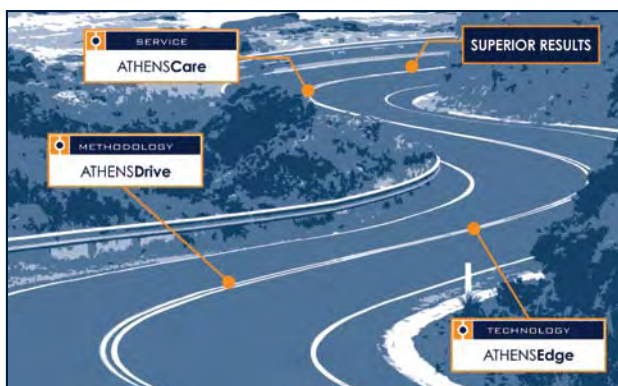 SERVICE
ATHENSCare
SUPERIOR RESULTS
METHODOLOGY
ATHENSDrive
TECHNOLOGY
ATHENSEdge